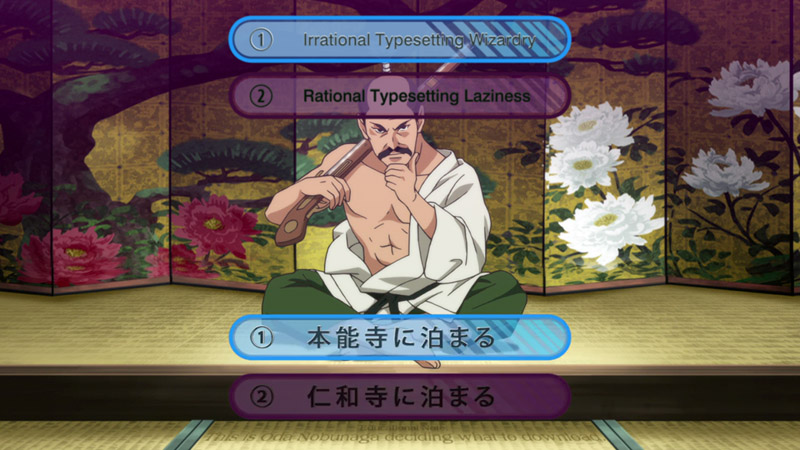 ① Irrational Typesetting Wizardry
② Rational Typesetting Laziness
① 本能寺に泊まる
② 仁和寺に泊まる
This is Oda Nobunaga deciding what to download.